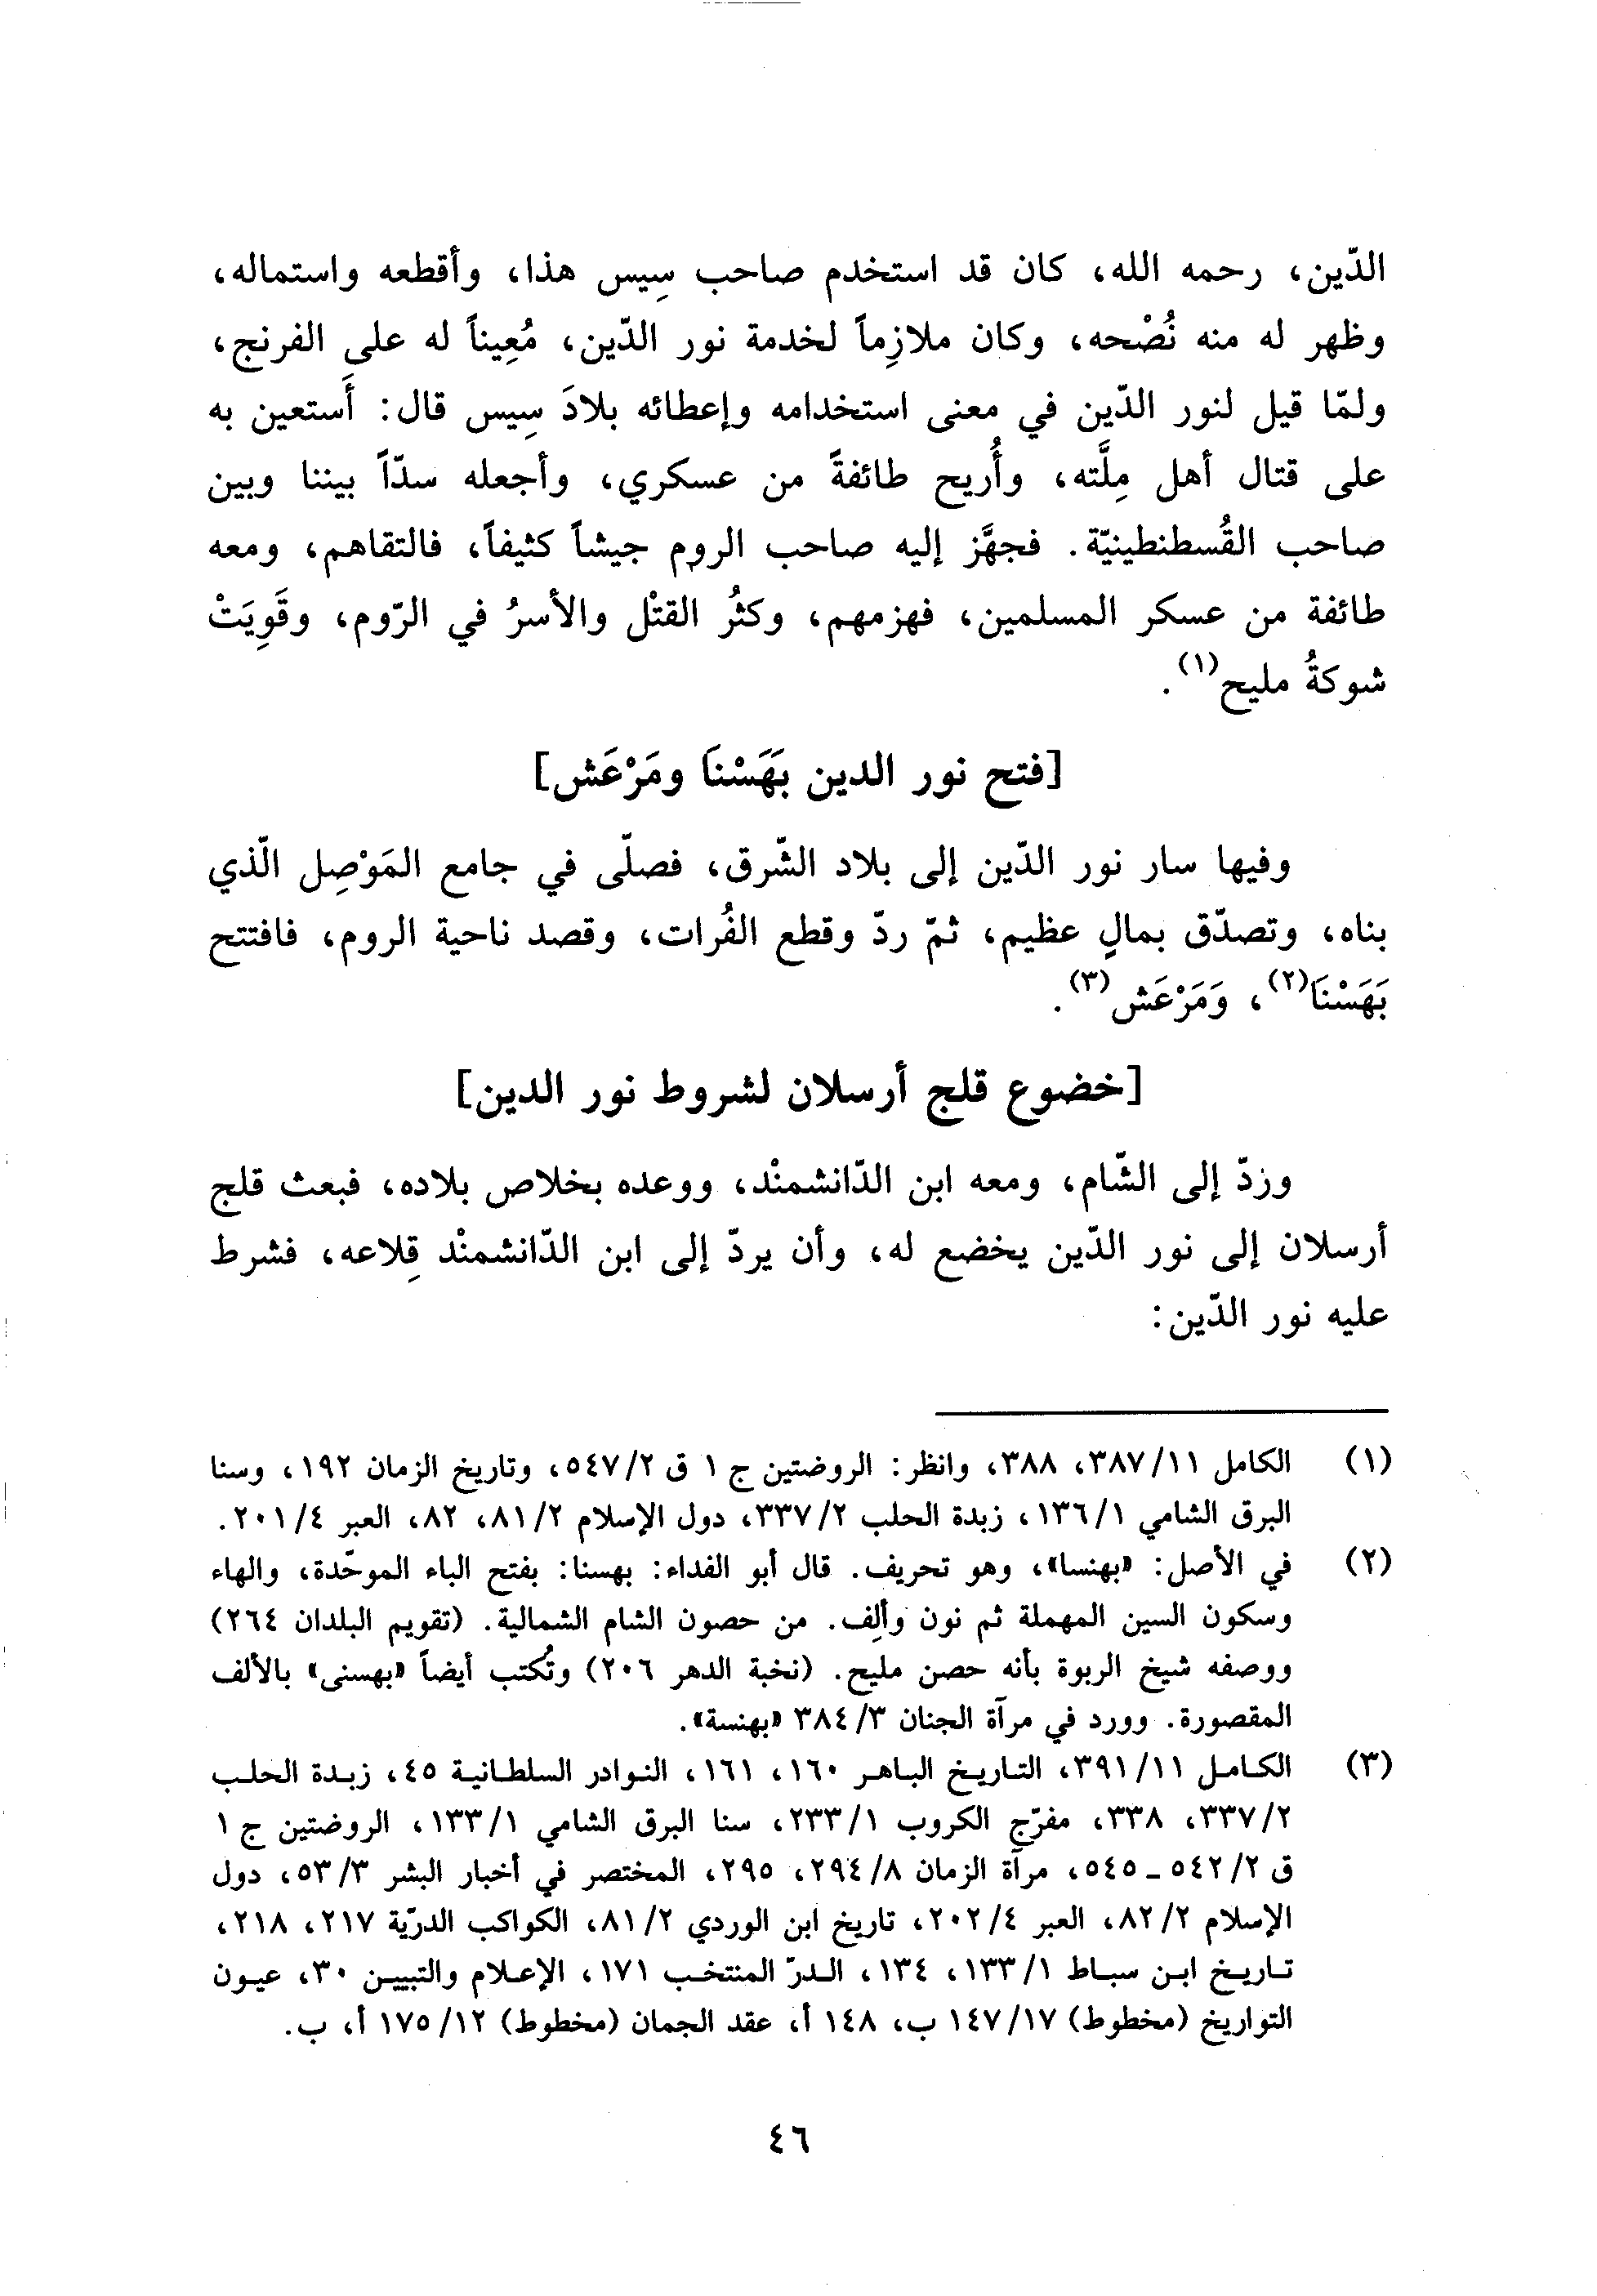 الدّين، رحمه الله، كان قد استخدم صاحب سِيس هذا، وأقطعه واستماله،
وظهر له منه نُصْحه، وكان ملازِماً لخدمة نور الدّين، مُعِيناً له على الفرنج،
ولمّا قيل لنور الدّين في معنى استخدامه وإعطائه بلادَ سِيس قال: أَستعين به
على قتال أهل مِلَّته، وأُريح طائفةً من عسكري، وأجعله سدّاً بيننا وبين
صاحب القُسطنطينيّة. فجهَّز إليه صاحب الروم جيشاً كثيفاً، فالتقاهم، ومعه
طائفة من عسكر المسلمين، فهزمهم، وكثُر القتْل والأسرُ في الرّوم، وقَوِيَتْ
شوكةُ مليح(١).
[فتح نور الدين بَهَسْنَا ومَرْعَش]
وفيها سار نور الدّين إلى بلاد الشّرق، فصلّى في جامع المَوْصِل الّذي
بناه، وتصدّق بمالٍ عظيم، ثمّ ردّ وقطع الفُرات، وقصد ناحية الروم، فافتتح
بَهَسْنَا(٢)، وَمَرْعَش(٣).
[خضوع قلج أرسلان لشروط نور الدين]
وزدّ إلى الشّام، ومعه ابن الدّانشمنْد، ووعده بخلاص بلاده، فبعث قلج
أرسلان إلى نور الدّين يخضع له، وأن يردّ إلى ابن الدّانشمنْد قِلاعه، فشرط
عليه نور الدّين:
(١) الكامل ٣٨٧/١١، ٣٨٨، وانظر: الروضتين ج ١ ق ٥٤٧/٢، وتاريخ الزمان ١٩٢، وسنا
البرق الشامي ١٣٦/١، زبدة الحلب ٣٣٧/٢، دول الإسلام ٨١/٢، ٨٢، العبر ٢٠١/٤.
(٢) في الأصل: «بهنسا»، وهو تحريف. قال أبو الفداء: بهسنا: بفتح الباء الموحّدة، والهاء
وسكون السين المهملة ثم نون وألِف. من حصون الشام الشمالية. (تقويم البلدان ٢٦٤)
ووصفه شيخ الربوة بأنه حصن مليح. (نخبة الدهر ٢٠٦) وتُكتب أيضاً «بهسنى» بالألف
المقصورة. وورد في مرآة الجنان ٣٨٤/٣ «بهنسة».
(٣) الكامل ٣٩١/١١، التاريخ الباهر ١٦٠، ١٦١، النوادر السلطانية ٤٥، زبدة الحلب
٣٣٧/٢، ٣٣٨، مفرّج الكروب ٢٣٣/١، سنا البرق الشامي ١٣٣/١، الروضتين ج ١
ق ٥٤٢/٢ ـ ٥٤٥، مرآة الزمان ٢٩٤/٨، ٢٩٥، المختصر في أخبار البشر ٥٣/٣، دول
الإسلام ٨٢/٢، العبر ٢٠٢/٤، تاريخ ابن الوردي ٨١/٢، الكواكب الدرّية ٢١٧، ٢١٨،
تاريخ ابن سباط ١٣٣/١، ١٣٤، الدرّ المنتخب ١٧١، الإعلام والتبيين ٣٠، عيون
التواريخ (مخطوط) ١٤٧/١٧ ب، ١٤٨ أ، عقد الجمان (مخطوط) ١٧٥/١٢ أ، ب.
٤٦